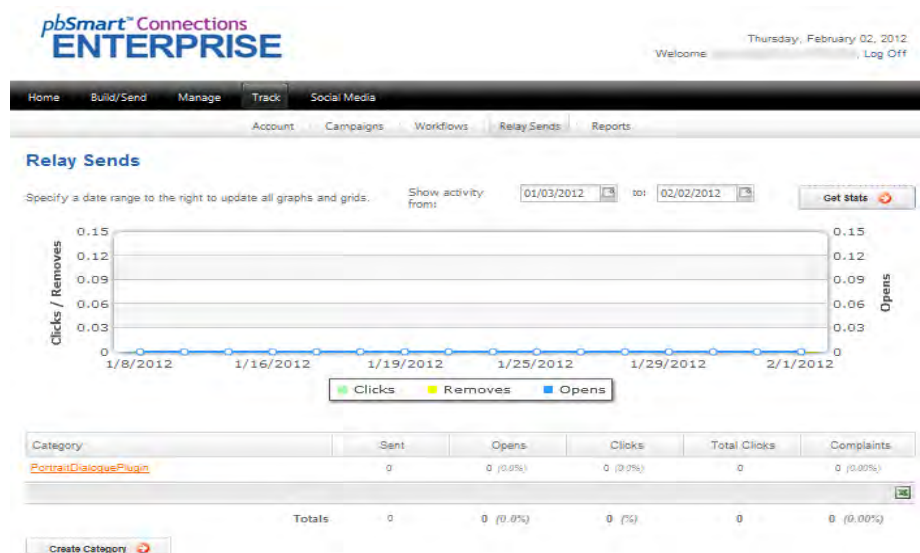 pbSmart™ Connections
ENTERPRISE
Thursday, February 02, 2012
Welcome , Log Off
Home Build/Send Manage Track Social Media
Account Campaigns Workflows Relay Sends Reports
Relay Sends
Specify a date range to the right to update all graphs and grids.
Show activity from:
01/03/2012 to: 02/02/2012
Get Stats
Clicks / Removes
0.15
0.12
0.09
0.06
0.03
0
0.15
0.12
0.09
0.06
0.03
0
Opens
1/8/2012 1/16/2012 1/19/2012 1/25/2012 1/29/2012 2/1/2012
Clicks Removes Opens
Category Sent Opens Clicks Total Clicks Complaints
PortraitDialoguePlugin 0 0 (0.0%) 0 (0.0%) 0 0 (0.00%)
Totals 0 0 (0.0%) 0 (%) 0 0 (0.00%)
Create Category